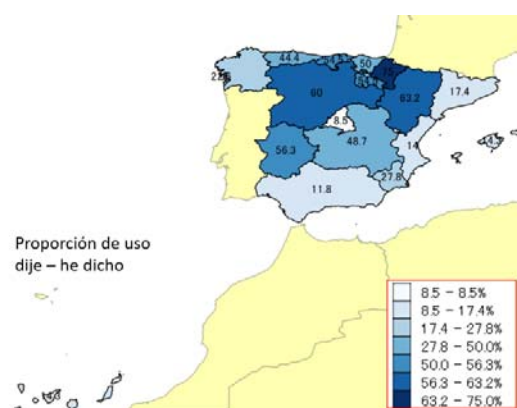 44.4
50
75
60
63.2
17.4
8.5
48.7
56.3
14
27.8
11.8
Proporción de uso
dije – he dicho
8.5 – 8.5%
8.5 – 17.4%
17.4 – 27.8%
27.8 – 50.0%
50.0 – 56.3%
56.3 – 63.2%
63.2 – 75.0%